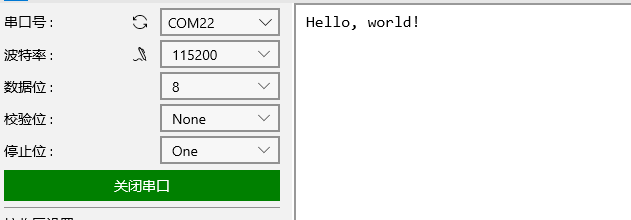 串口号： COM22
波特率： 115200
数据位： 8
校验位： None
停止位： One
关闭串口
Hello, world!